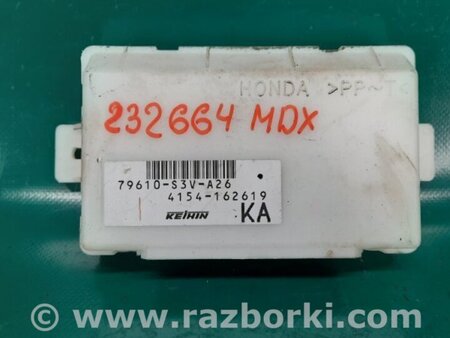 HONDA >PP~T
232664 MDX
79610-S3V-A26
4154-162619
KEIHIN KA
www.razborki.com